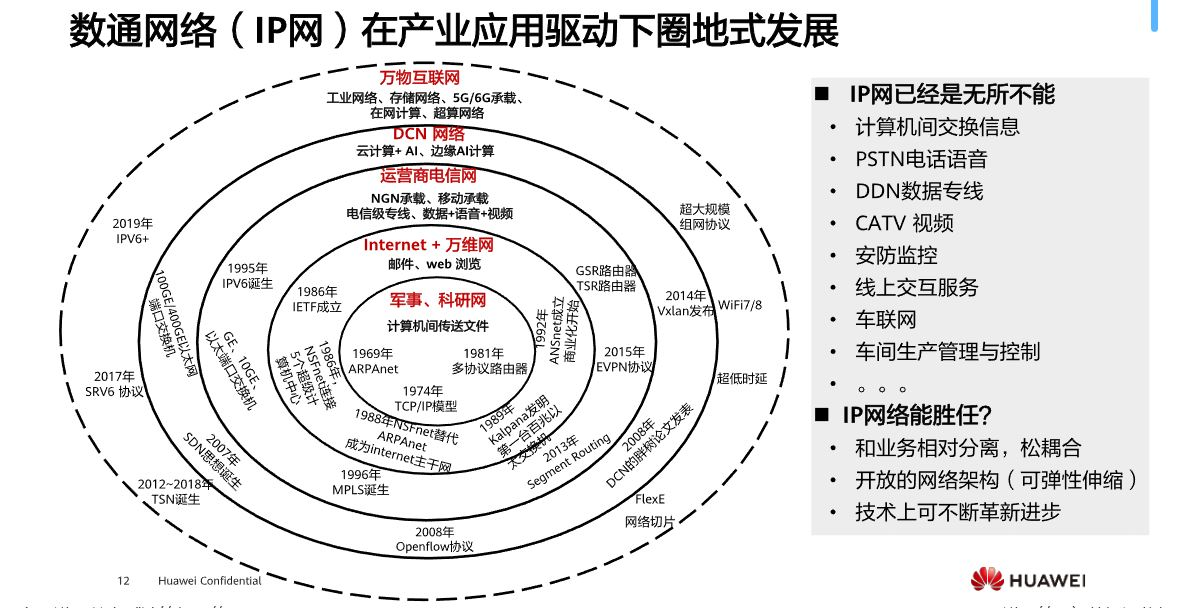 数通网络（IP网）在产业应用驱动下圈地式发展
万物互联网
工业网络、存储网络、5G/6G承载、
在网计算、超算网络
DCN 网络
云计算+ AI、边缘AI计算
运营商电信网
NGN承载、移动承载
电信级专线、数据+语音+视频
Internet + 万维网
邮件、web 浏览
军事、科研网
计算机间传送文件
1969年
ARPAnet
1981年
多协议路由器
1974年
TCP/IP模型
1986年
IETF成立
1986年，
NSFnet连接
5个超级计
算机中心
1988年NSFnet替代
ARPAnet
成为internet主干网
1989年
Kalpana发明
第一台百兆以
太交换机
1992年
ANSnet成立
商业化开始
1995年
IPV6诞生
GE、10GE、
以太端口交换机
1996年
MPLS诞生
2013年
Segment Routing
2015年
EVPN协议
GSR路由器
TSR路由器
100GE/400GE以太网
端口交换机
2007年
SDN思想诞生
2008年
Openflow协议
2008年
DCN的胖树论文发表
2014年
Vxlan发布
2019年
IPV6+
2017年
SRV6 协议
2012~2018年
TSN诞生
FlexE
网络切片
超低时延
WiFi7/8
超大规模
组网协议
■ IP网已经是无所不能
• 计算机间交换信息
• PSTN电话语音
• DDN数据专线
• CATV 视频
• 安防监控
• 线上交互服务
• 车联网
• 车间生产管理与控制
• 。。。
■ IP网络能胜任?
• 和业务相对分离，松耦合
• 开放的网络架构（可弹性伸缩）
• 技术上可不断革新进步
12 Huawei Confidential
HUAWEI